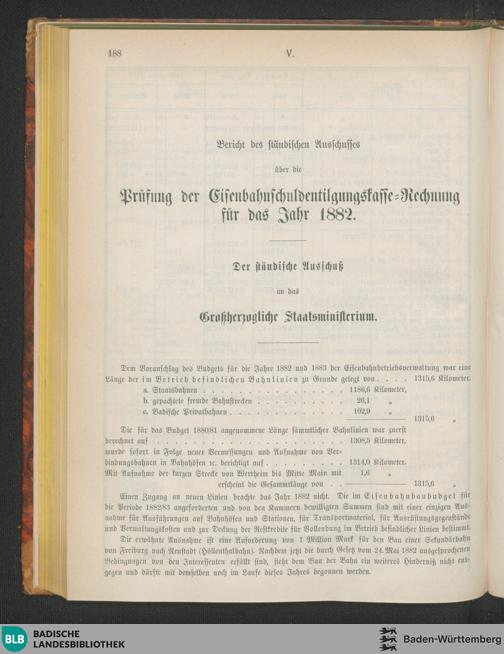 188
V.
Bericht des ständischen Ausschusses
über die
Prüfung der Eisenbahnschuldentilgungskasse-Rechnung
für das Jahr 1882.
Der ständische Ausschuß
an das
Großherzogliche Staatsministerium.
Dem Voranschlag des Budgets für die Jahre 1882 und 1883 der Eisenbahnbetriebsverwaltung war eine
Länge der im Betrieb befindlichen Bahnlinien zu Grunde gelegt von . . . . 1315,6 Kilometer.
a. Staatsbahnen . . . . . . . . . . . . . . . 1186,6 Kilometer,
b. gepachtete fremde Bahnstrecken . . . . . . . . . 26,1 „
c. Badische Privatbahnen . . . . . . . . . . . . 102,9 „
1315,6 „
Die für das Budget 1880/81 angenommene Länge sämmtlicher Bahnlinien war zuerst
berechnet auf . . . . . . . . . . . . . . . . . 1308,5 Kilometer,
wurde sofort in Folge neuer Vermessungen und Aufnahme von Ver-
bindungsbahnen in Bahnhöfen ꝛc. berichtigt auf . . . . . . . 1314,0 Kilometer.
Mit Aufnahme der kurzen Strecke von Wertheim bis Mitte Main mit 1,6 „
erscheint die Gesammtlänge von . . 1315,6 „
Einen Zugang an neuen Linien brachte das Jahr 1882 nicht. Die im Eisenbahnbaubudget für
die Periode 1882/83 angeforderten und von den Kammern bewilligten Summen sind mit einer einzigen Aus-
nahme für Ausführungen auf Bahnhöfen und Stationen, für Transportmaterial, für Ausrüstungsgegenstände
und Verwaltungskosten und zur Deckung der Restkredite für Vollendung im Betrieb befindlicher Linien bestimmt.
Die erwähnte Ausnahme ist eine Anforderung von 1 Million Mark für den Bau einer Sekundärbahn
von Freiburg nach Neustadt (Höllenthalbahn). Nachdem jetzt die durch Gesetz vom 24. Mai 1882 ausgesprochenen
Bedingungen von den Interessenten erfüllt sind, steht dem Bau der Bahn ein weiteres Hinderniß nicht ent-
gegen und dürfte mit demselben noch im Laufe dieses Jahres begonnen werden.
BLB
BADISCHE
LANDESBIBLIOTHEK
Baden-Württemberg